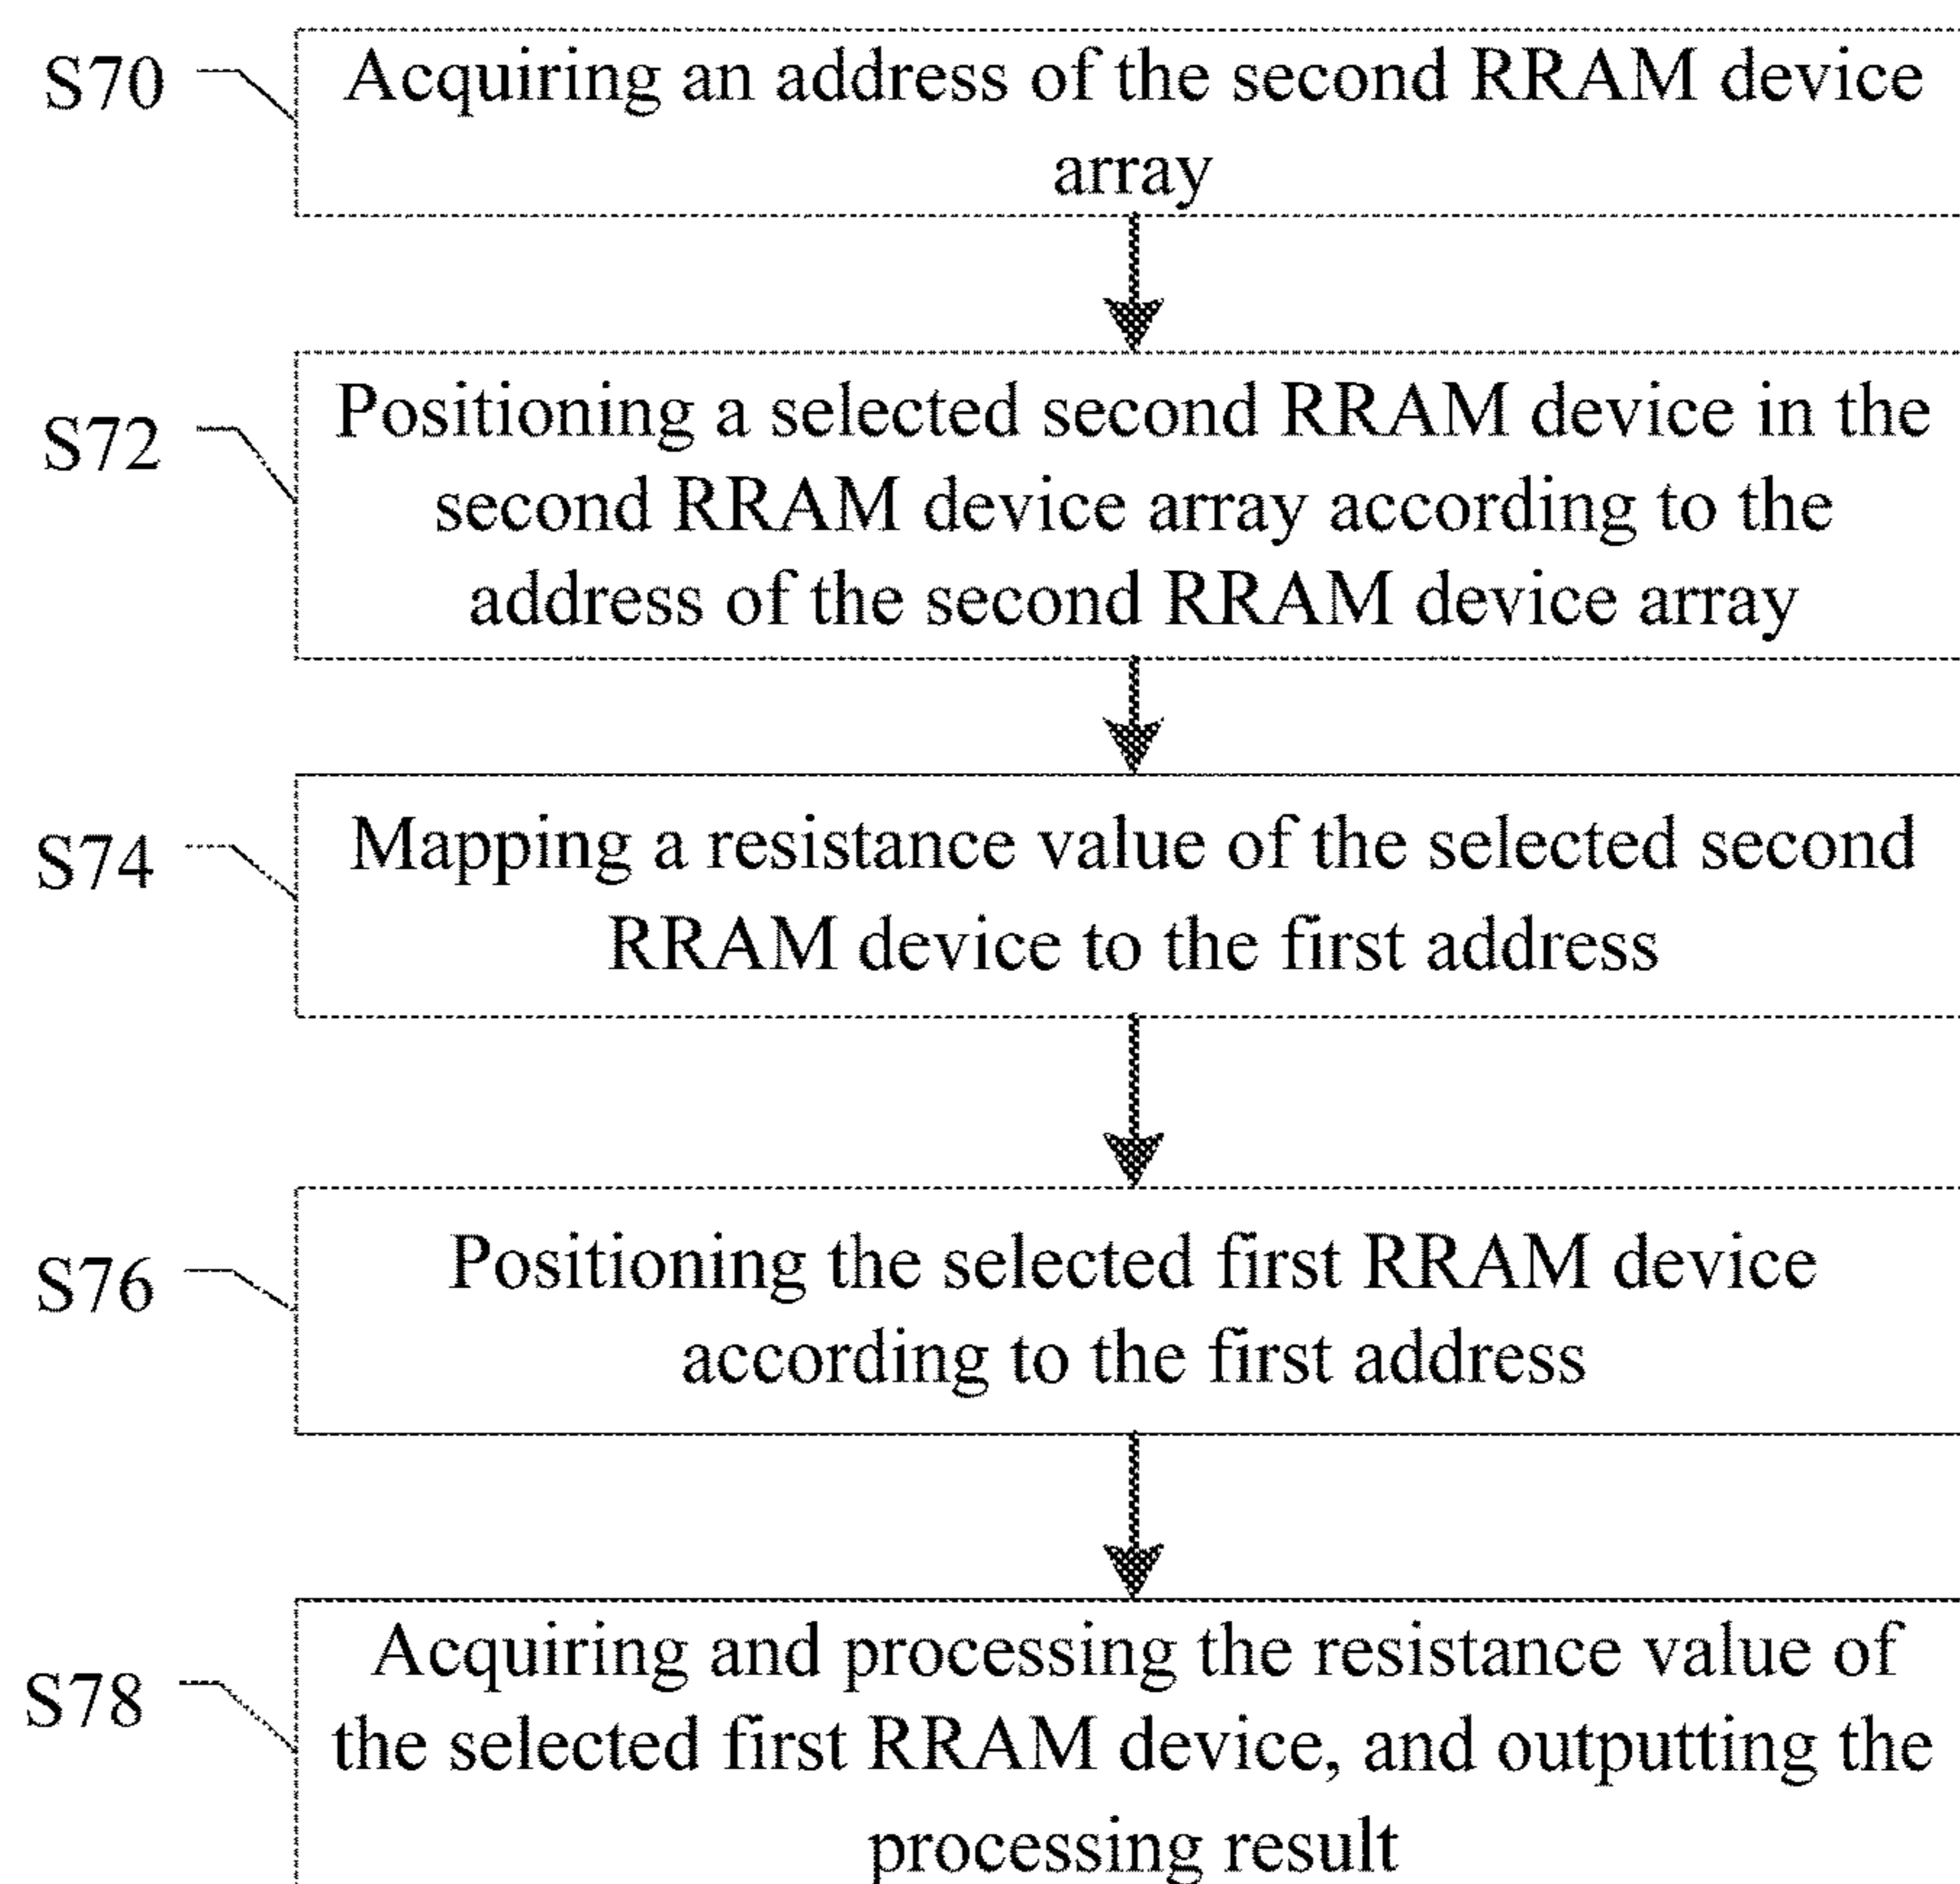 S70
Acquiring an address of the second RRAM device
array
S72
Positioning a selected second RRAM device in the
second RRAM device array according to the
address of the second RRAM device array
S74
Mapping a resistance value of the selected second
RRAM device to the first address
S76
Positioning the selected first RRAM device
according to the first address
S78
Acquiring and processing the resistance value of
the selected first RRAM device, and outputting the
processing result